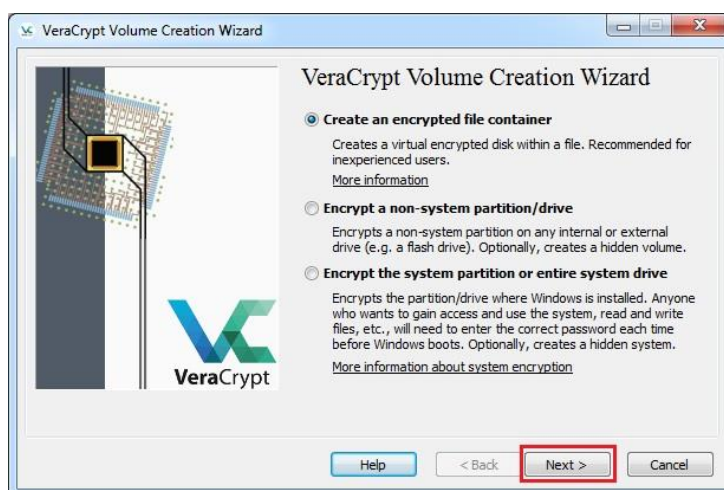 VeraCrypt Volume Creation Wizard
VeraCrypt Volume Creation Wizard
Create an encrypted file container
Creates a virtual encrypted disk within a file. Recommended for
inexperienced users.
More information
Encrypt a non-system partition/drive
Encrypts a non-system partition on any internal or external
drive (e.g. a flash drive). Optionally, creates a hidden volume.
Encrypt the system partition or entire system drive
Encrypts the partition/drive where Windows is installed. Anyone
who wants to gain access and use the system, read and write
files, etc., will need to enter the correct password each time
before Windows boots. Optionally, creates a hidden system.
More information about system encryption
VeraCrypt
Help
< Back
Next >
Cancel